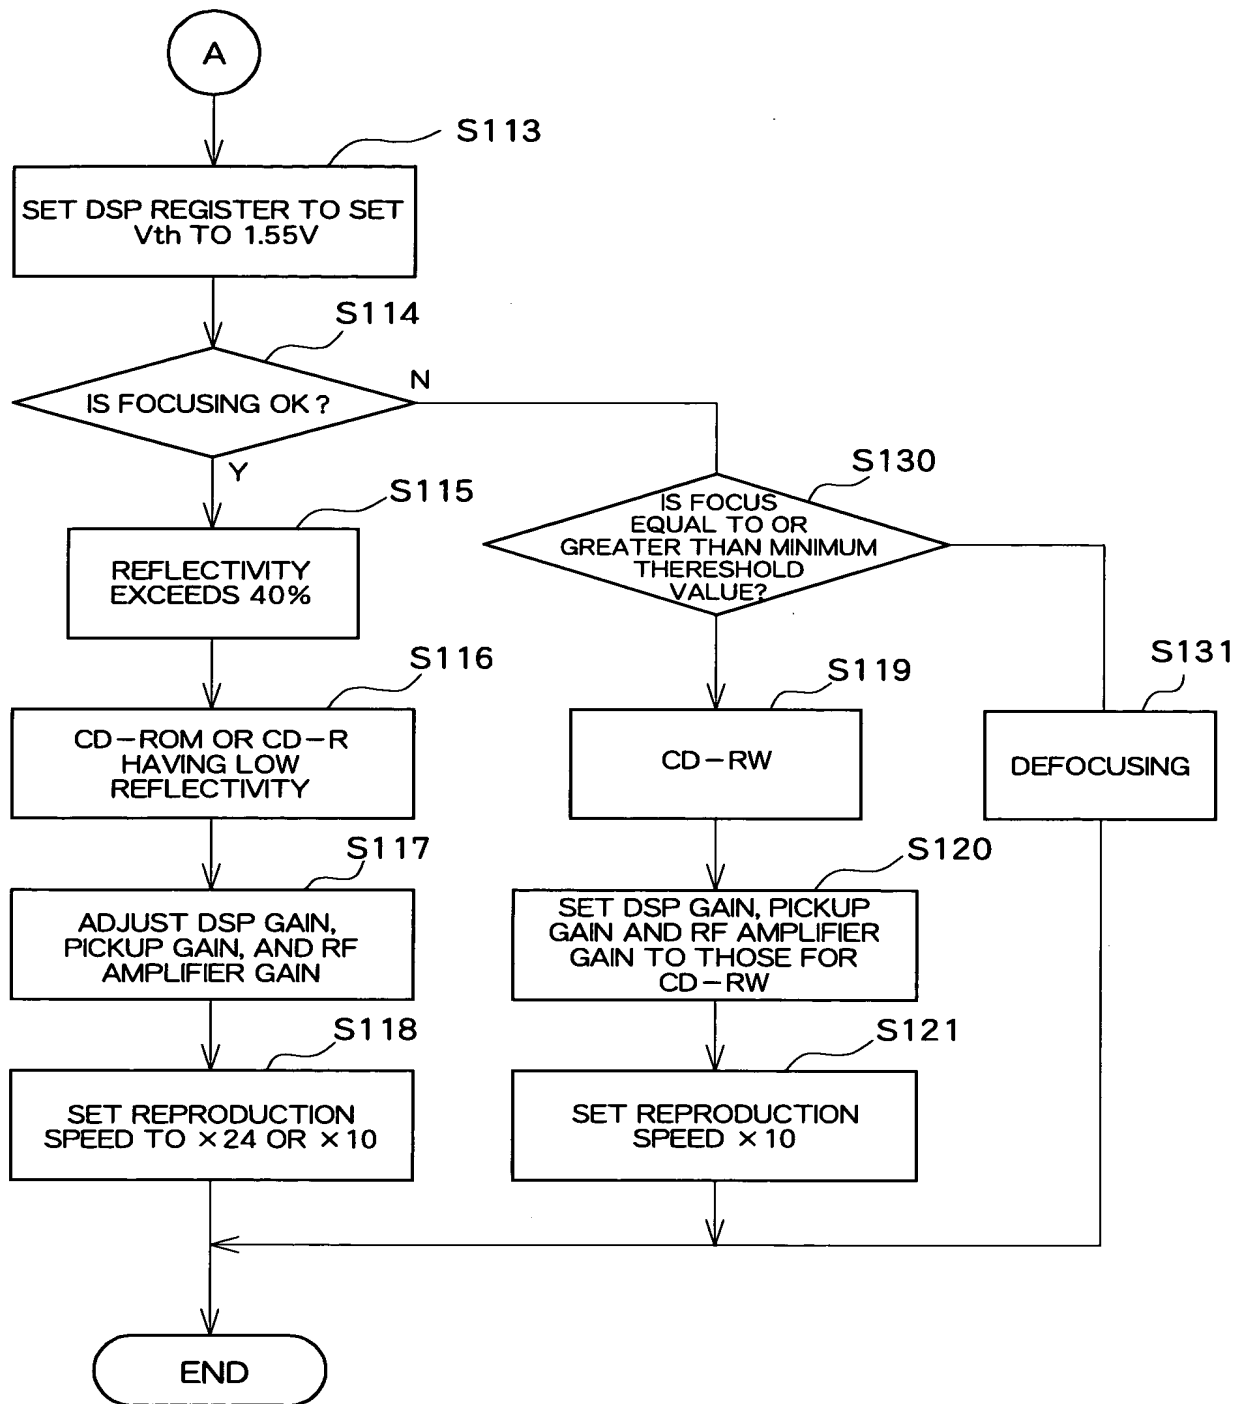 A
S113
SET DSP REGISTER TO SET
Vth TO 1.55V
S114
IS FOCUSING OK?
N
Y
S115
REFLECTIVITY
EXCEEDS 40%
S130
IS FOCUS
EQUAL TO OR
GREATER THAN MINIMUM
THERESHOLD
VALUE?
S116
CD-ROM OR CD-R
HAVING LOW
REFLECTIVITY
S119
CD-RW
S131
DEFOCUSING
S117
ADJUST DSP GAIN,
PICKUP GAIN, AND RF
AMPLIFIER GAIN
S120
SET DSP GAIN, PICKUP
GAIN AND RF AMPLIFIER
GAIN TO THOSE FOR
CD-RW
S118
SET REPRODUCTION
SPEED TO ×24 OR ×10
S121
SET REPRODUCTION
SPEED ×10
END